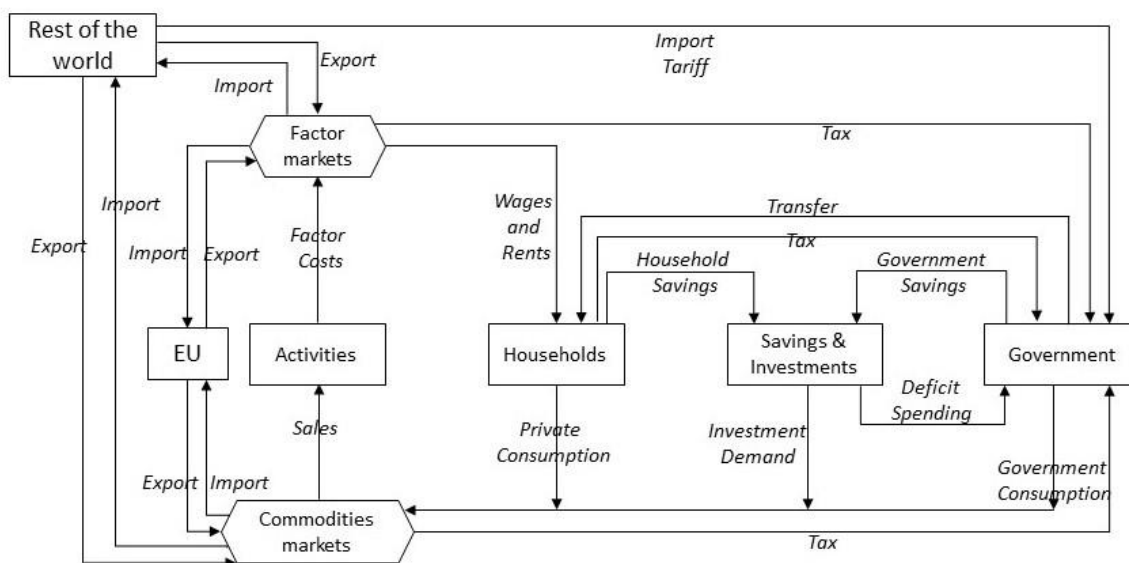 Rest of the
world
Import
Tariff
Export
Import
Factor
markets
Tax
Import
Wages
and
Rents
Transfer
Export
Import
Export
Factor
Costs
Tax
Household
Savings
Government
Savings
EU
Activities
Households
Savings &
Investments
Government
Deficit
Spending
Sales
Private
Consumption
Investment
Demand
Export
Import
Government
Consumption
Commodities
markets
Tax